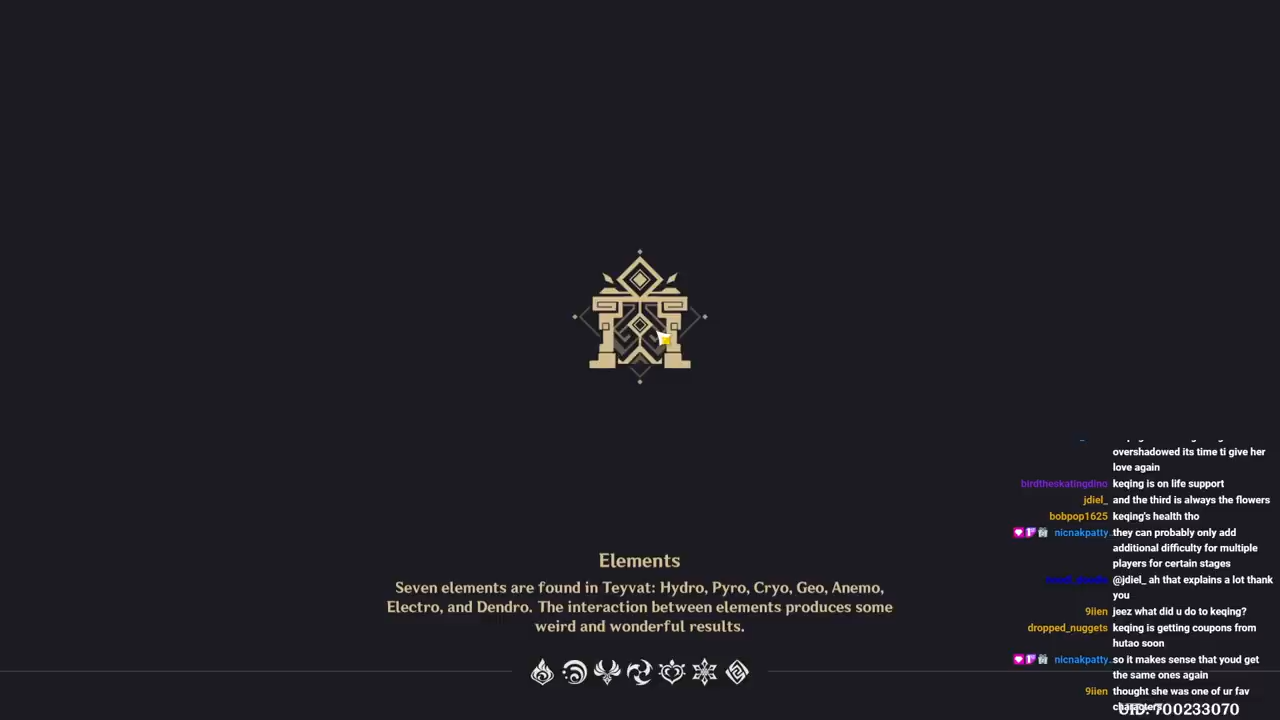 overshadowed its time ti give her
love again
birdtheskatingdino keqing is on life support
jdiel_ and the third is always the flowers
bobpop1625 keqing's health tho
nicnakpatty_ they can probably only add
additional difficulty for multiple
players for certain stages
@jdiel_ ah that explains a lot thank
you
9iien jeez what did u do to keqing?
dropped_nuggets keqing is getting coupons from
hutao soon
nicnakpatty_ so it makes sense that youd get
the same ones again
9iien thought she was one of ur fav
characters
Elements
Seven elements are found in Teyvat: Hydro, Pyro, Cryo, Geo, Anemo,
Electro, and Dendro. The interaction between elements produces some
weird and wonderful results.
UID: 700233070